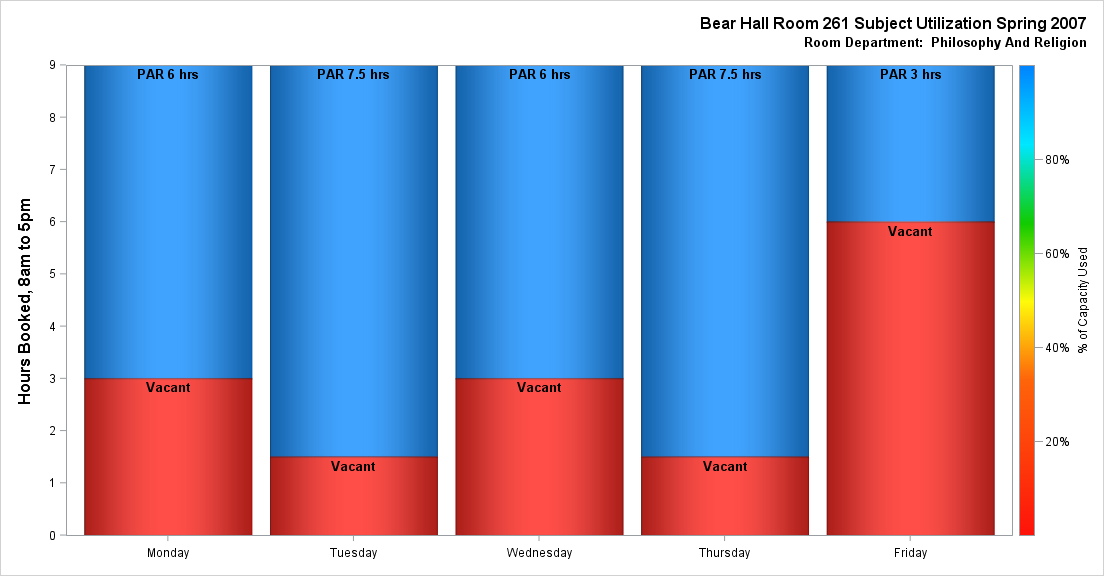 Bear Hall Room 261 Subject Utilization Spring 2007
Room Department:  Philosophy And Religion
Hours Booked, 8am to 5pm
9
8
7
6
5
4
3
2
1
0
PAR 6 hrs
PAR 7.5 hrs
PAR 6 hrs
PAR 7.5 hrs
PAR 3 hrs
Vacant
Vacant
Vacant
Vacant
Vacant
Monday
Tuesday
Wednesday
Thursday
Friday
80%
60%
40%
20%
% of Capacity Used